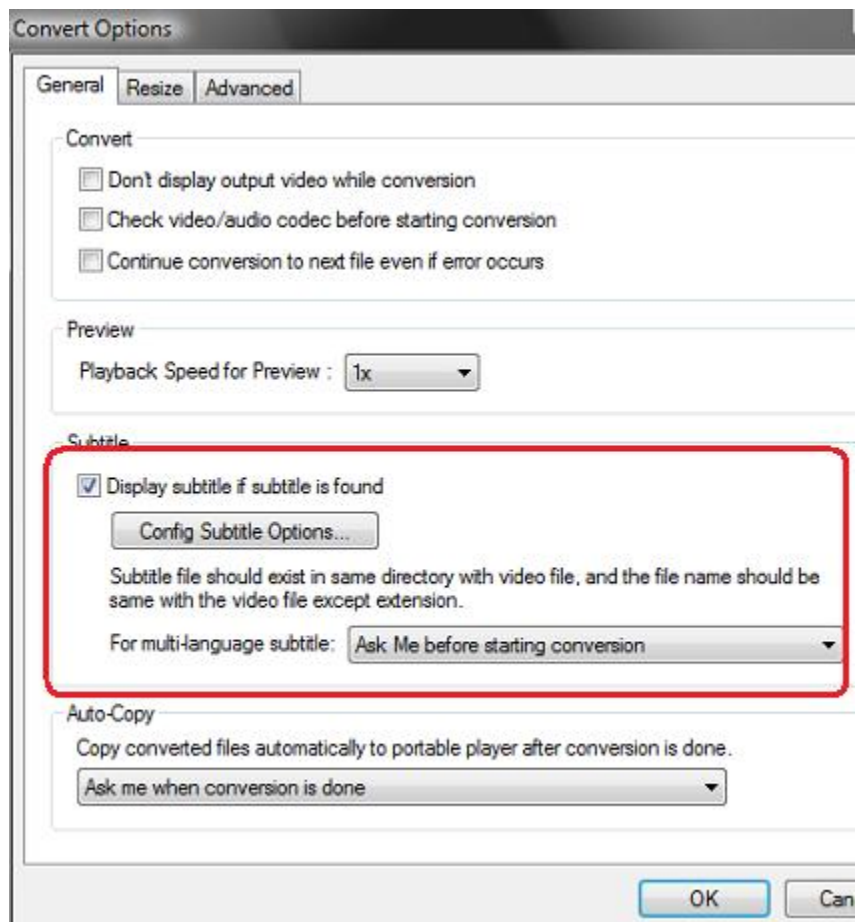 Convert Options
General Resize Advanced
Convert
Don't display output video while conversion
Check video/audio codec before starting conversion
Continue conversion to next file even if error occurs
Preview
Playback Speed for Preview : 1x
Subtitle
Display subtitle if subtitle is found
Config Subtitle Options...
Subtitle file should exist in same directory with video file, and the file name should be
same with the video file except extension.
For multi-language subtitle: Ask Me before starting conversion
Auto-Copy
Copy converted files automatically to portable player after conversion is done.
Ask me when conversion is done
OK Can